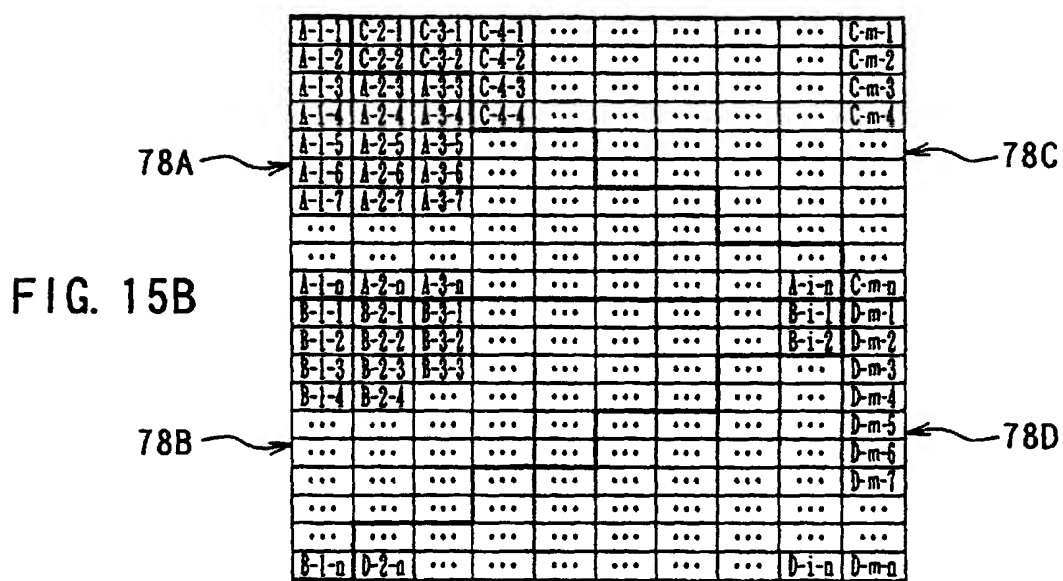 A-1-1 C-2-1 C-3-1 C-4-1 ... ... ... ... ... C-m-1
A-1-2 C-2-2 C-3-2 C-4-2 ... ... ... ... ... C-m-2
A-1-3 A-2-3 A-3-3 C-4-3 ... ... ... ... ... C-m-3
A-1-4 A-2-4 A-3-4 C-4-4 ... ... ... ... ... C-m-4
A-1-5 A-2-5 A-3-5 ... ... ... ... ... ... ...
78A
78C
A-1-6 A-2-6 A-3-6 ... ... ... ... ... ... ...
A-1-7 A-2-7 A-3-7 ... ... ... ... ... ... ...
... ... ... ... ... ... ... ... ... ...
... ... ... ... ... ... ... ... ... ...
FIG. 15B
A-1-n A-2-n A-3-n ... ... ... ... ... A-i-n C-m-n
B-1-1 B-2-1 B-3-1 ... ... ... ... ... B-i-1 D-m-1
B-1-2 B-2-2 B-3-2 ... ... ... ... ... B-i-2 D-m-2
B-1-3 B-2-3 B-3-3 ... ... ... ... ... ... D-m-3
B-1-4 B-2-4 ... ... ... ... ... ... ... D-m-4
... ... ... ... ... ... ... ... ... D-m-5
78B
78D
... ... ... ... ... ... ... ... ... D-m-6
... ... ... ... ... ... ... ... ... D-m-7
... ... ... ... ... ... ... ... ... ...
... ... ... ... ... ... ... ... ... ...
B-1-n D-2-n ... ... ... ... ... ... D-i-n D-m-n